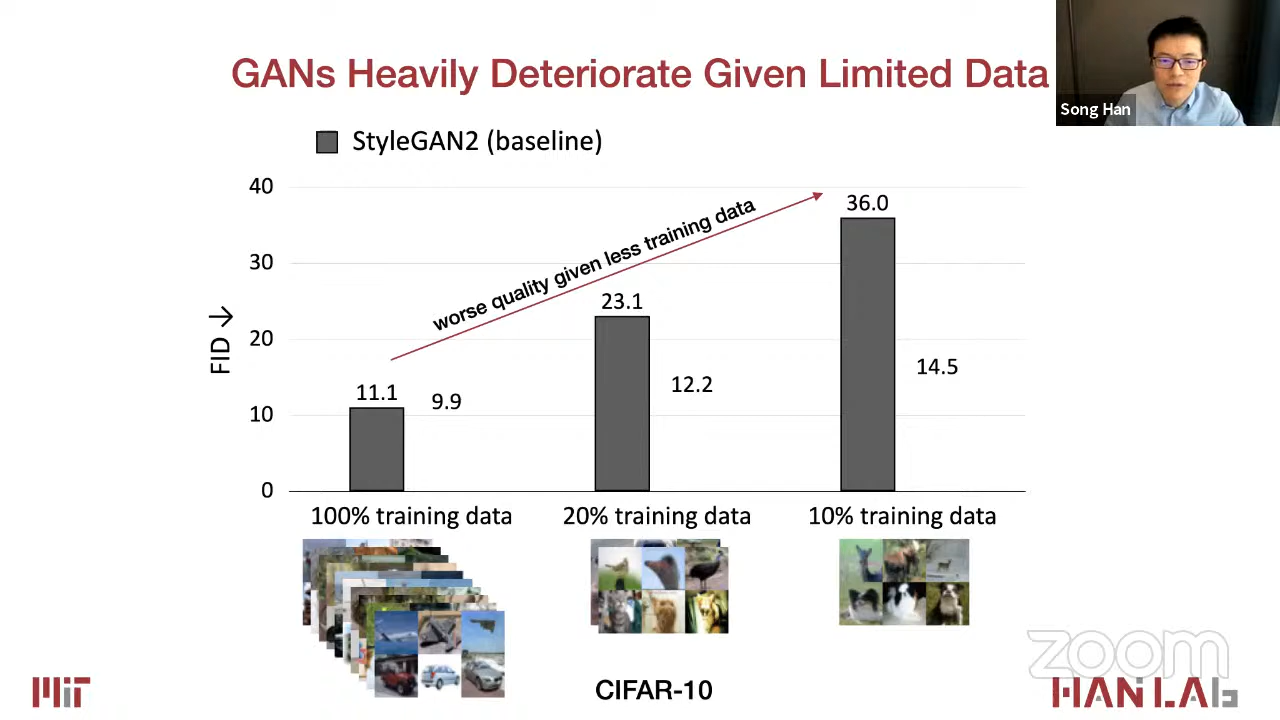 GANs Heavily Deteriorate Given Limited Data
Song Han
StyleGAN2 (baseline)
FID ↓
40
30
20
10
0
worse quality given less training data
11.1
9.9
23.1
12.2
36.0
14.5
100% training data
20% training data
10% training data
CIFAR-10
zoom
MIT
HAN LAb